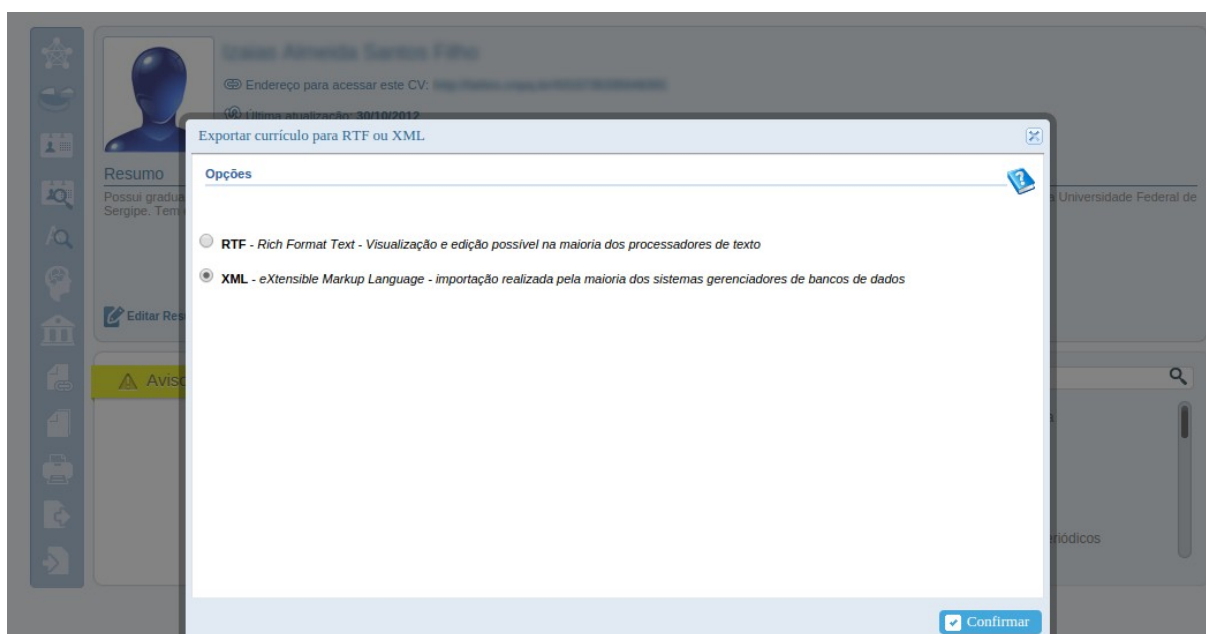 Endereço para acessar este CV:
Última atualização: 30/10/2012
Exportar currículo para RTF ou XML
Resumo
Opções
Possui gradua
a Universidade Federal de
Sergipe. Tem
RTF - Rich Format Text - Visualização e edição possível na maioria dos processadores de texto
XML - eXtensible Markup Language - importação realizada pela maioria dos sistemas gerenciadores de bancos de dados
Editar Res
Aviso
eriódicos
Confirmar